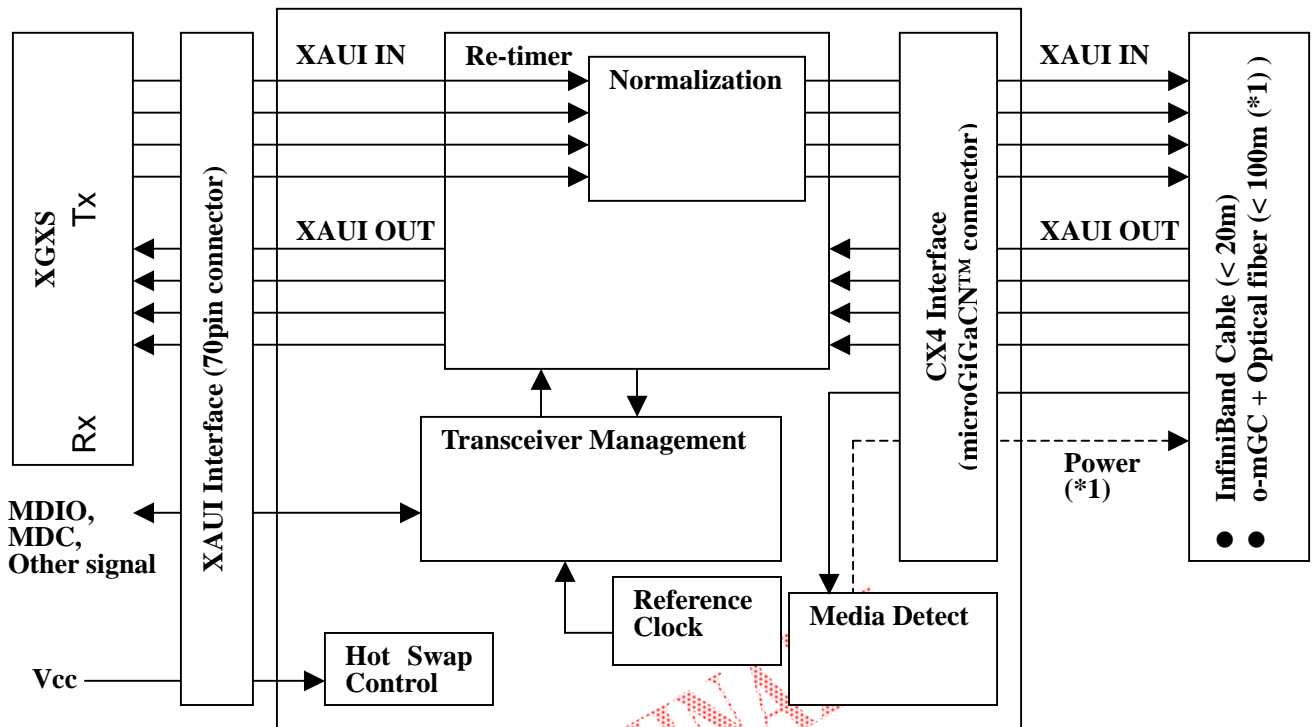 XAUI IN
Re-timer
Normalization
XAUI IN
XGXS
Tx
Rx
XAUI Interface (70pin connector)
XAUI OUT
CX4 Interface
(microGiGaCN™ connector)
XAUI OUT
● InfiniBand Cable (< 20m)
● o-mGC + Optical fiber (< 100m (*1) )
Transceiver Management
Power
(*1)
MDIO,
MDC,
Other signal
Reference
Clock
Media Detect
Hot Swap
Control
Vcc